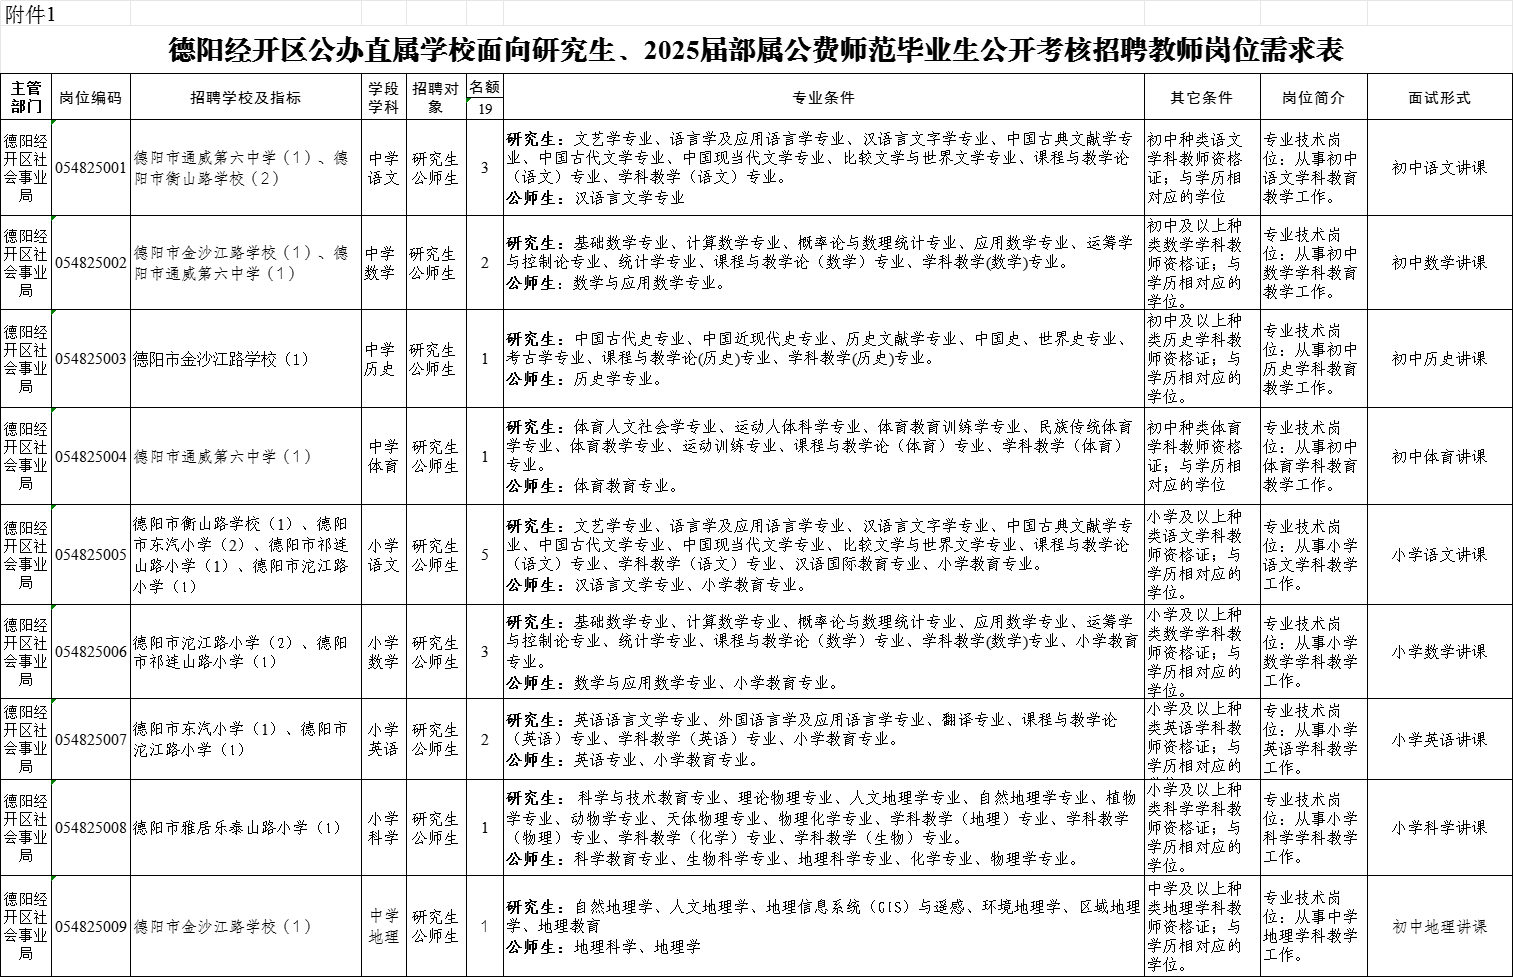 附件1
德阳经开区公办直属学校面向研究生、2025届部属公费师范毕业生公开考核招聘教师岗位需求表
主管
部门
岗位编码
招聘学校及指标
学段
学科
招聘对
象
名额
19
专业条件
其它条件
岗位简介
面试形式
德阳经
开区社
会事业
局
054825001
德阳市通威第六中学（1）、德
阳市衡山路学校（2）
中学
语文
研究生
公师生
3
研究生：文艺学专业、语言学及应用语言学专业、汉语言文字学专业、中国古典文献学专
业、中国古代文学专业、中国现当代文学专业、比较文学与世界文学专业、课程与教学论
（语文）专业、学科教学（语文）专业。
公师生：汉语言文学专业
初中种类语文
学科教师资格
证；与学历相
对应的学位
专业技术岗
位：从事初中
语文学科教育
教学工作。
初中语文讲课
德阳经
开区社
会事业
局
054825002
德阳市金沙江路学校（1）、德
阳市通威第六中学（1）
中学
数学
研究生
公师生
2
研究生：基础数学专业、计算数学专业、概率论与数理统计专业、应用数学专业、运筹学
与控制论专业、统计学专业、课程与教学论（数学）专业、学科教学(数学)专业。
公师生：数学与应用数学专业。
初中及以上种
类数学学科教
师资格证；与
学历相对应的
学位。
专业技术岗
位：从事初中
数学学科教育
教学工作。
初中数学讲课
德阳经
开区社
会事业
局
054825003
德阳市金沙江路学校（1）
中学
历史
研究生
公师生
1
研究生：中国古代史专业、中国近现代史专业、历史文献学专业、中国史、世界史专业、
考古学专业、课程与教学论(历史)专业、学科教学(历史)专业。
公师生：历史学专业。
初中及以上种
类历史学科教
师资格证；与
学历相对应的
学位。
专业技术岗
位：从事初中
历史学科教育
教学工作。
初中历史讲课
德阳经
开区社
会事业
局
054825004
德阳市通威第六中学（1）
中学
体育
研究生
公师生
1
研究生：体育人文社会学专业、运动人体科学专业、体育教育训练学专业、民族传统体育
学专业、体育教学专业、运动训练专业、课程与教学论（体育）专业、学科教学（体育）
专业。
公师生：体育教育专业。
初中种类体育
学科教师资格
证；与学历相
对应的学位
专业技术岗
位：从事初中
体育学科教育
教学工作。
初中体育讲课
德阳经
开区社
会事业
局
054825005
德阳市衡山路学校（1）、德阳
市东汽小学（2）、德阳市祁连
山路小学（1）、德阳市沱江路
小学（1）
小学
语文
研究生
公师生
5
研究生：文艺学专业、语言学及应用语言学专业、汉语言文字学专业、中国古典文献学专
业、中国古代文学专业、中国现当代文学专业、比较文学与世界文学专业、课程与教学论
（语文）专业、学科教学（语文）专业、汉语国际教育专业、小学教育专业。
公师生：汉语言文学专业、小学教育专业。
小学及以上种
类语文学科教
师资格证；与
学历相对应的
学位。
专业技术岗
位：从事小学
语文学科教学
工作。
小学语文讲课
德阳经
开区社
会事业
局
054825006
德阳市沱江路小学（2）、德阳
市祁连山路小学（1）
小学
数学
研究生
公师生
3
研究生：基础数学专业、计算数学专业、概率论与数理统计专业、应用数学专业、运筹学
与控制论专业、统计学专业、课程与教学论（数学）专业、学科教学(数学)专业、小学教育
专业。
公师生：数学与应用数学专业、小学教育专业。
小学及以上种
类数学学科教
师资格证；与
学历相对应的
学位。
专业技术岗
位：从事小学
数学学科教学
工作。
小学数学讲课
德阳经
开区社
会事业
局
054825007
德阳市东汽小学（1）、德阳市
沱江路小学（1）
小学
英语
研究生
公师生
2
研究生：英语语言文学专业、外国语言学及应用语言学专业、翻译专业、课程与教学论
（英语）专业、学科教学（英语）专业、小学教育专业。
公师生：英语专业、小学教育专业。
小学及以上种
类英语学科教
师资格证；与
学历相对应的
专业技术岗
位：从事小学
英语学科教学
工作。
小学英语讲课
德阳经
开区社
会事业
局
054825008
德阳市雅居乐泰山路小学（1）
小学
科学
研究生
公师生
1
研究生： 科学与技术教育专业、理论物理专业、人文地理学专业、自然地理学专业、植物
学专业、动物学专业、天体物理专业、物理化学专业、学科教学（地理）专业、学科教学
（物理）专业、学科教学（化学）专业、学科教学（生物）专业。
公师生：科学教育专业、生物科学专业、地理科学专业、化学专业、物理学专业。
小学及以上种
类科学学科教
师资格证；与
学历相对应的
学位。
专业技术岗
位：从事小学
科学学科教学
工作。
小学科学讲课
德阳经
开区社
会事业
局
054825009
德阳市金沙江路学校（1）
中学
地理
研究生
公师生
1
研究生：自然地理学、人文地理学、地理信息系统（GIS）与遥感、环境地理学、区域地理
学、地理教育
公师生：地理科学、地理学
中学及以上种
类地理学科教
师资格证；与
学历相对应的
学位。
专业技术岗
位：从事中学
地理学科教学
工作。
初中地理讲课